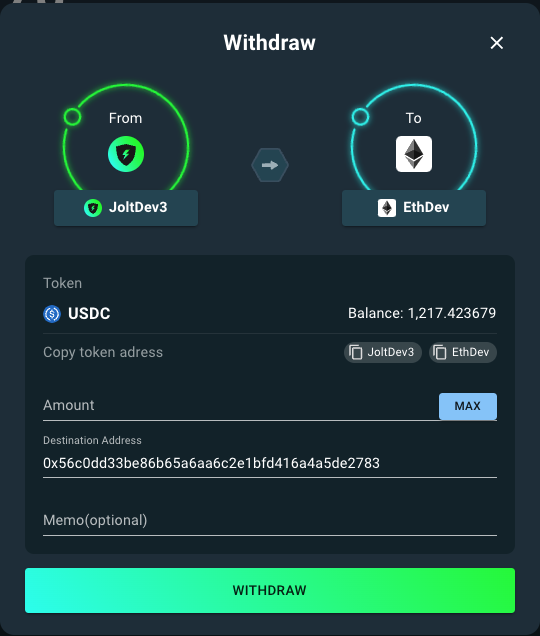 Withdraw
From
To
JoltDev3
EthDev
Token
USDC
Balance: 1,217.423679
Copy token adress
JoltDev3
EthDev
Amount
MAX
Destination Address
0x56c0dd33be86b65a6aa6c2e1bfd416a4a5de2783
Memo(optional)
WITHDRAW